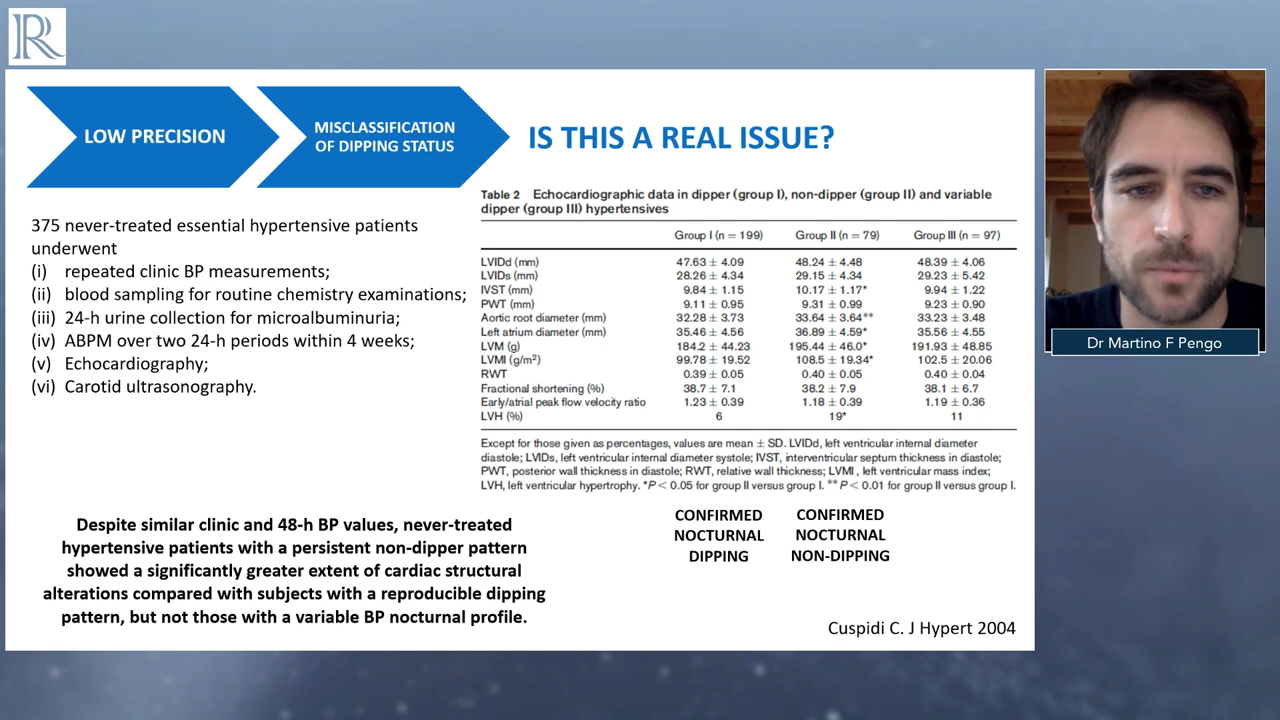 R
LOW PRECISION
MISCLASSIFICATION
OF DIPPING STATUS
IS THIS A REAL ISSUE?
375 never-treated essential hypertensive patients
underwent
(i) repeated clinic BP measurements;
(ii) blood sampling for routine chemistry examinations;
(iii) 24-h urine collection for microalbuminuria;
(iv) ABPM over two 24-h periods within 4 weeks;
(v) Echocardiography;
(vi) Carotid ultrasonography.
Despite similar clinic and 48-h BP values, never-treated
hypertensive patients with a persistent non-dipper pattern
showed a significantly greater extent of cardiac structural
alterations compared with subjects with a reproducible dipping
pattern, but not those with a variable BP nocturnal profile.
Table 2 Echocardiographic data in dipper (group I), non-dipper (group II) and variable
dipper (group III) hypertensives
Group I (n = 199) Group II (n = 79) Group III (n = 97)
LVIDd (mm) 47.63 ± 4.09 48.24 ± 4.48 48.39 ± 4.06
LVIDs (mm) 28.26 ± 4.34 29.15 ± 4.34 29.23 ± 5.42
IVST (mm) 9.84 ± 1.15 10.17 ± 1.17* 9.94 ± 1.22
PWT (mm) 9.11 ± 0.95 9.31 ± 0.99 9.23 ± 0.90
Aortic root diameter (mm) 32.28 ± 3.73 33.64 ± 3.64** 33.23 ± 3.48
Left atrium diameter (mm) 35.46 ± 4.56 36.89 ± 4.59* 35.56 ± 4.55
LVM (g) 184.2 ± 44.23 195.44 ± 46.0* 191.93 ± 48.85
LVMI (g/m²) 99.78 ± 19.52 108.5 ± 19.34* 102.5 ± 20.06
RWT 0.39 ± 0.05 0.40 ± 0.05 0.40 ± 0.04
Fractional shortening (%) 38.7 ± 7.1 38.2 ± 7.9 38.1 ± 6.7
Early/atrial peak flow velocity ratio 1.23 ± 0.39 1.18 ± 0.39 1.19 ± 0.36
LVH (%) 6 19* 11
Except for those given as percentages, values are mean ± SD. LVIDd, left ventricular internal diameter
diastole; LVIDs, left ventricular internal diameter systole; IVST, interventricular septum thickness in diastole;
PWT, posterior wall thickness in diastole; RWT, relative wall thickness; LVMI , left ventricular mass index;
LVH, left ventricular hypertrophy. *P < 0.05 for group II versus group I. **P < 0.01 for group II versus group I.
CONFIRMED
NOCTURNAL
DIPPING
CONFIRMED
NOCTURNAL
NON-DIPPING
Cuspidi C. J Hypert 2004
Dr Martino F Pengo